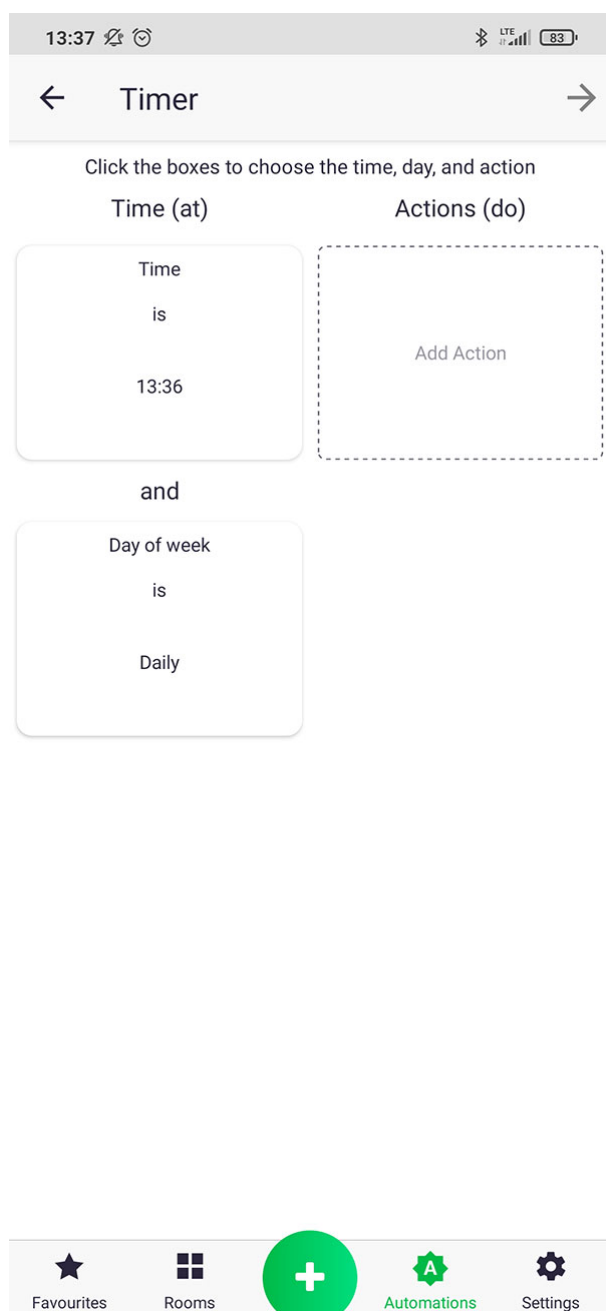 13:37 LTE 83
Timer
Click the boxes to choose the time, day, and action
Time (at) Actions (do)
Time
is
13:36
Add Action
and
Day of week
is
Daily
A
Favourites Rooms Automations Settings